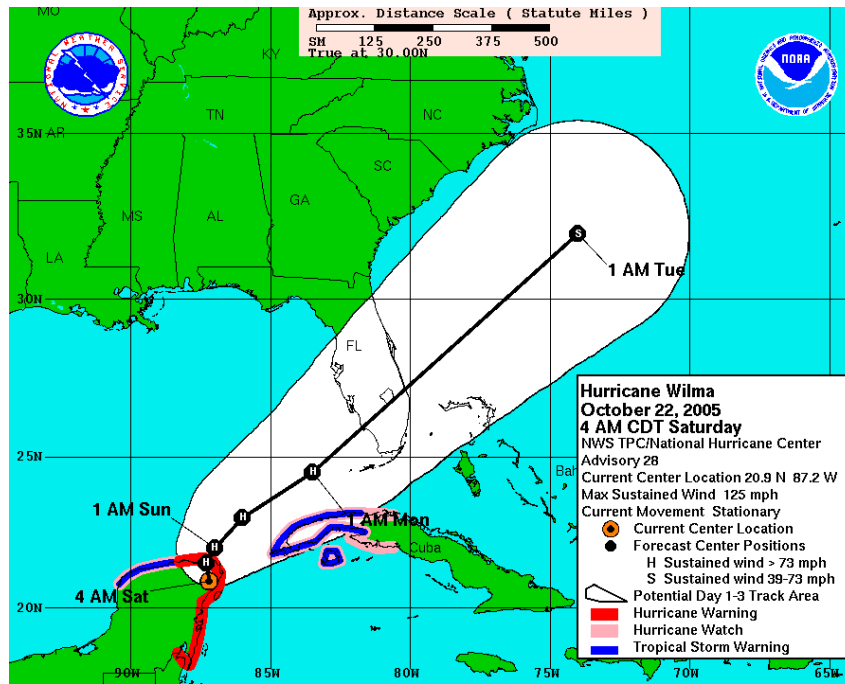 Approx. Distance Scale ( Statute Miles )
SM 125 250 375 500
True at 30.00N
NATIONAL WEATHER SERVICE
NOAA
MO
KY
AR
TN
NC
SC
MS
AL
GA
LA
FL
35N
30N
25N
20N
90W
85W
80W
75W
70W
65W
1 AM Tue
1 AM Mon
1 AM Sun
4 AM Sat
S
H
H
H
H
Cuba
Bah
Hurricane Wilma
October 22, 2005
4 AM CDT Saturday
NWS TPC/National Hurricane Center
Advisory 28
Current Center Location 20.9 N 87.2 W
Max Sustained Wind 125 mph
Current Movement Stationary
Current Center Location
Forecast Center Positions
H Sustained wind > 73 mph
S Sustained wind 39-73 mph
Potential Day 1-3 Track Area
Hurricane Warning
Hurricane Watch
Tropical Storm Warning